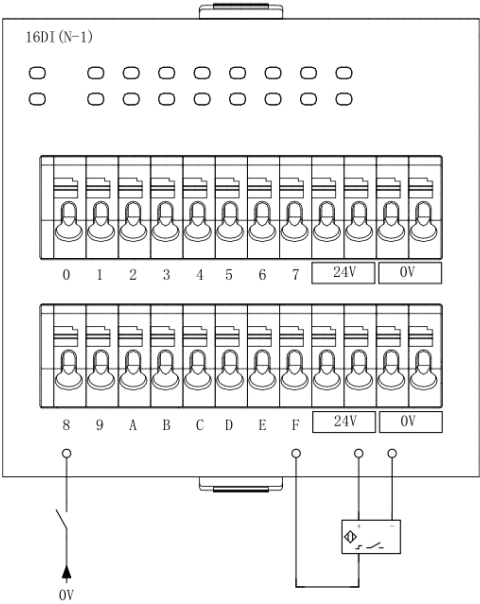 16DI(N-1)
0 1 2 3 4 5 6 7 24V 0V
8 9 A B C D E F 24V 0V
+ −
0V